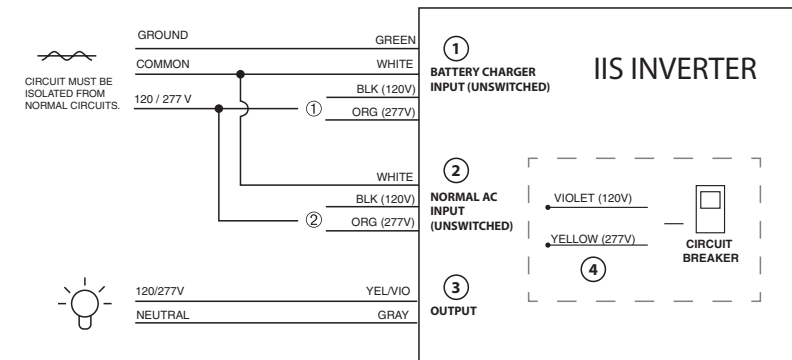 GROUND
GREEN
①
IIS INVERTER
COMMON
WHITE
BATTERY CHARGER
INPUT (UNSWITCHED)
CIRCUIT MUST BE
ISOLATED FROM
NORMAL CIRCUITS.
120 / 277 V
BLK (120V)
①
ORG (277V)
WHITE
②
NORMAL AC
INPUT
(UNSWITCHED)
BLK (120V)
②
ORG (277V)
VIOLET (120V)
YELLOW (277V)
④
CIRCUIT
BREAKER
120/277V
YEL/VIO
③
OUTPUT
NEUTRAL
GRAY